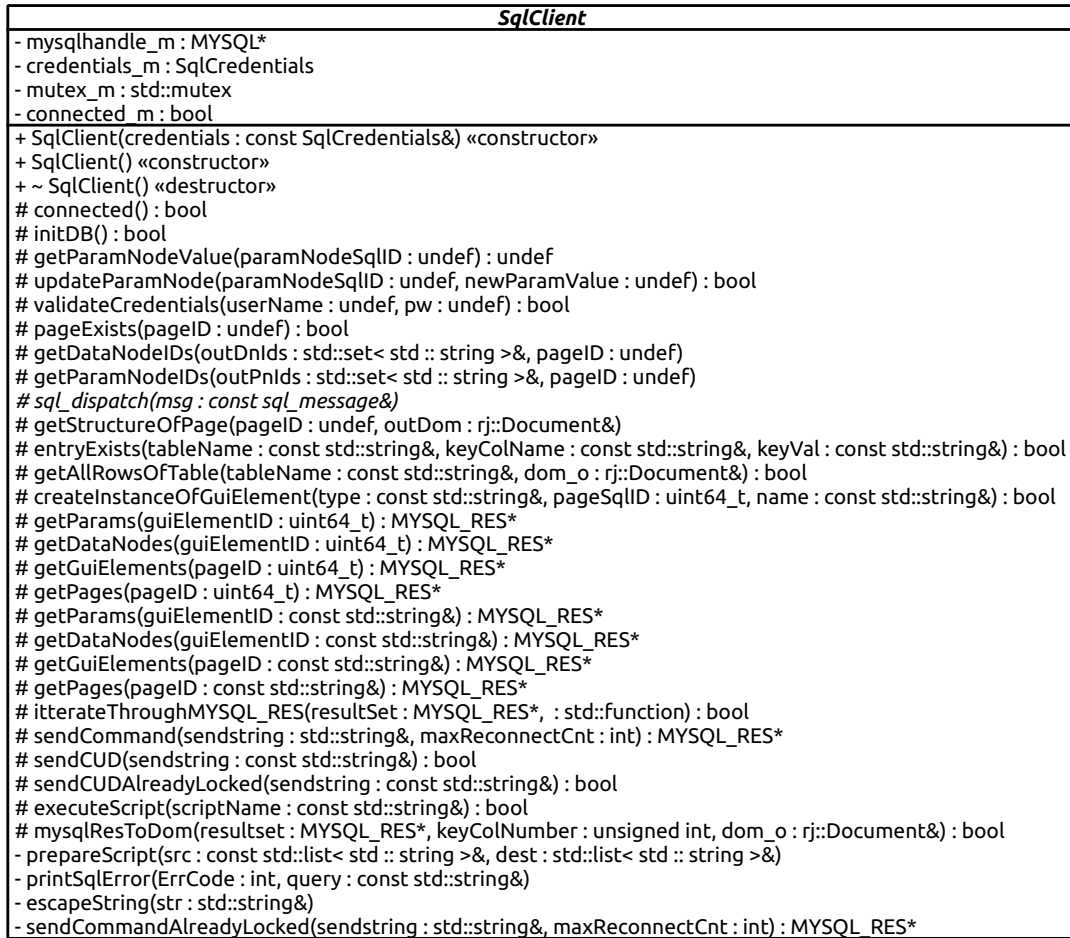 SqlClient
- mysqlhandle_m : MYSQL*
- credentials_m : SqlCredentials
- mutex_m : std::mutex
- connected_m : bool
+ SqlClient(credentials : const SqlCredentials&) «constructor»
+ SqlClient() «constructor»
+ ~ SqlClient() «destructor»
# connected() : bool
# initDB() : bool
# getParamNodeValue(paramNodeSqlID : undef) : undef
# updateParamNode(paramNodeSqlID : undef, newParamValue : undef) : bool
# validateCredentials(userName : undef, pw : undef) : bool
# pageExists(pageID : undef) : bool
# getDataNodeIDs(outDnIds : std::set< std :: string >&, pageID : undef)
# getParamNodeIDs(outPnIds : std::set< std :: string >&, pageID : undef)
# sql_dispatch(msg : const sql_message&)
# getStructureOfPage(pageID : undef, outDom : rj::Document&)
# entryExists(tableName : const std::string&, keyColName : const std::string&, keyVal : const std::string&) : bool
# getAllRowsOfTable(tableName : const std::string&, dom_o : rj::Document&) : bool
# createInstanceOfGuiElement(type : const std::string&, pageSqlID : uint64_t, name : const std::string&) : bool
# getParams(guiElementID : uint64_t) : MYSQL_RES*
# getDataNodes(guiElementID : uint64_t) : MYSQL_RES*
# getGuiElements(pageID : uint64_t) : MYSQL_RES*
# getPages(pageID : uint64_t) : MYSQL_RES*
# getParams(guiElementID : const std::string&) : MYSQL_RES*
# getDataNodes(guiElementID : const std::string&) : MYSQL_RES*
# getGuiElements(pageID : const std::string&) : MYSQL_RES*
# getPages(pageID : const std::string&) : MYSQL_RES*
# itterateThroughMYSQL_RES(resultSet : MYSQL_RES*,  : std::function) : bool
# sendCommand(sendstring : std::string&, maxReconnectCnt : int) : MYSQL_RES*
# sendCUD(sendstring : const std::string&) : bool
# sendCUDAlreadyLocked(sendstring : const std::string&) : bool
# executeScript(scriptName : const std::string&) : bool
# mysqlResToDom(resultset : MYSQL_RES*, keyColNumber : unsigned int, dom_o : rj::Document&) : bool
- prepareScript(src : const std::list< std :: string >&, dest : std::list< std :: string >&)
- printSqlError(ErrCode : int, query : const std::string&)
- escapeString(str : std::string&)
- sendCommandAlreadyLocked(sendstring : std::string&, maxReconnectCnt : int) : MYSQL_RES*